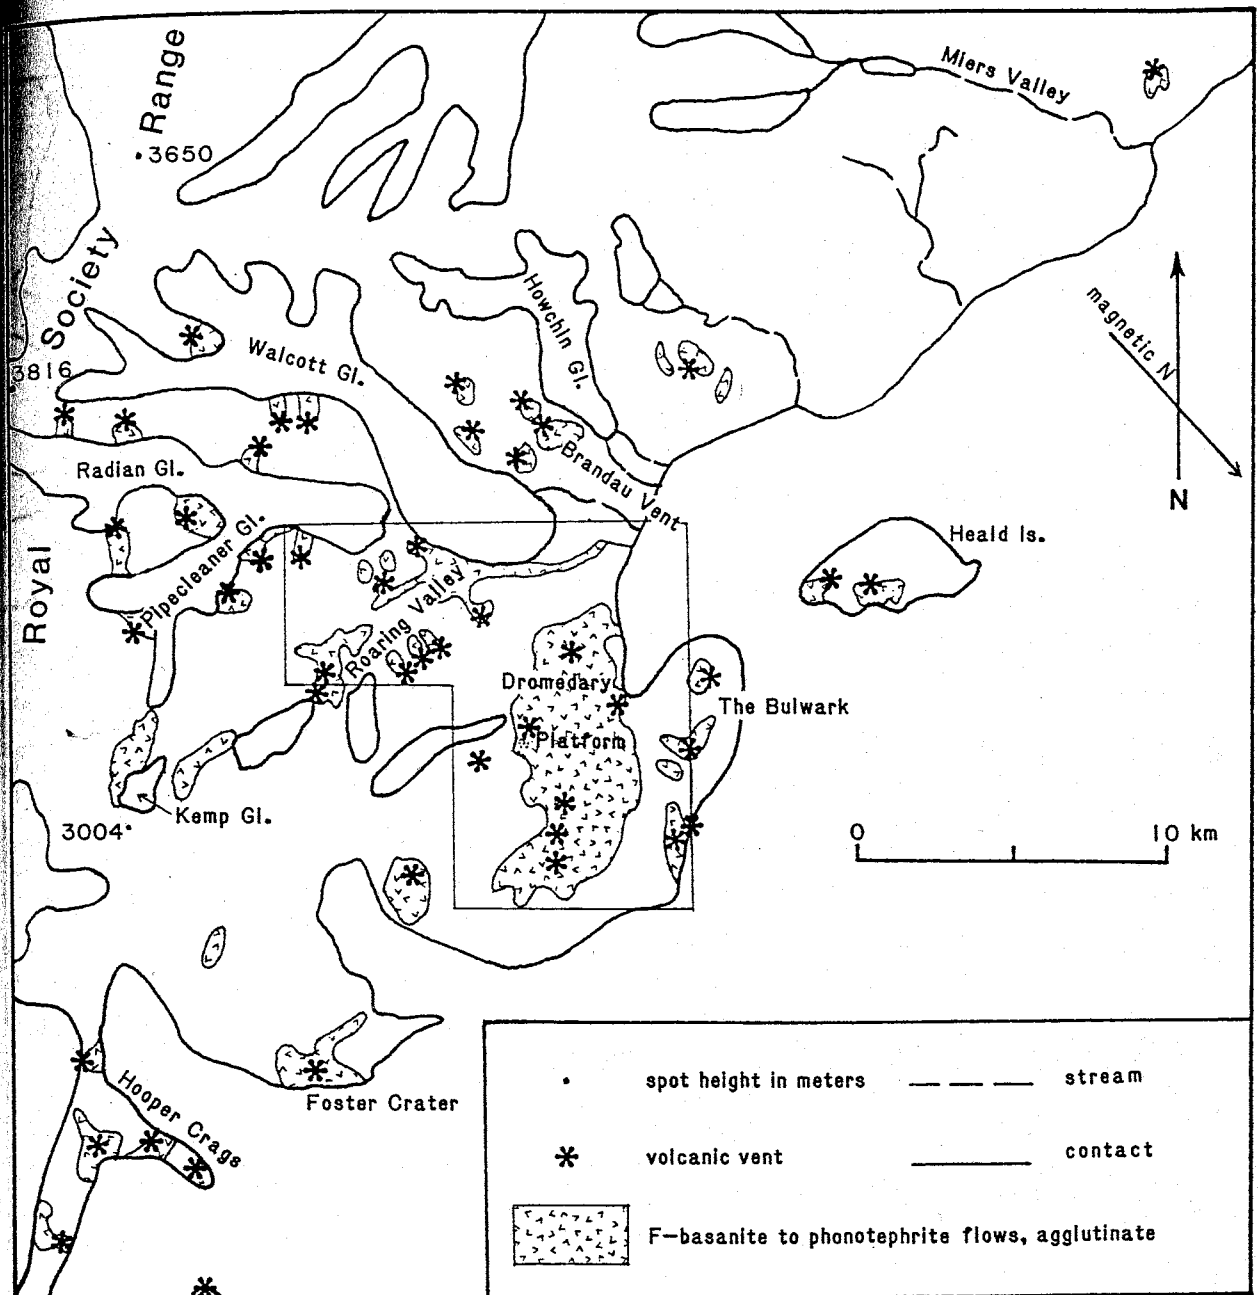 Royal Society Range
3650
Miers Valley
magnetic N
N
Howchin Gl.
Walcott Gl.
3816
Radian Gl.
Brandau Vent
Heald Is.
Pipecleaner Gl.
Roaring Valley
Dromedary
Platform
The Bulwark
Kemp Gl.
3004
0 10 km
Foster Crater
Hooper Crags
spot height in meters
stream
volcanic vent
contact
F-basanite to phonotephrite flows, agglutinate